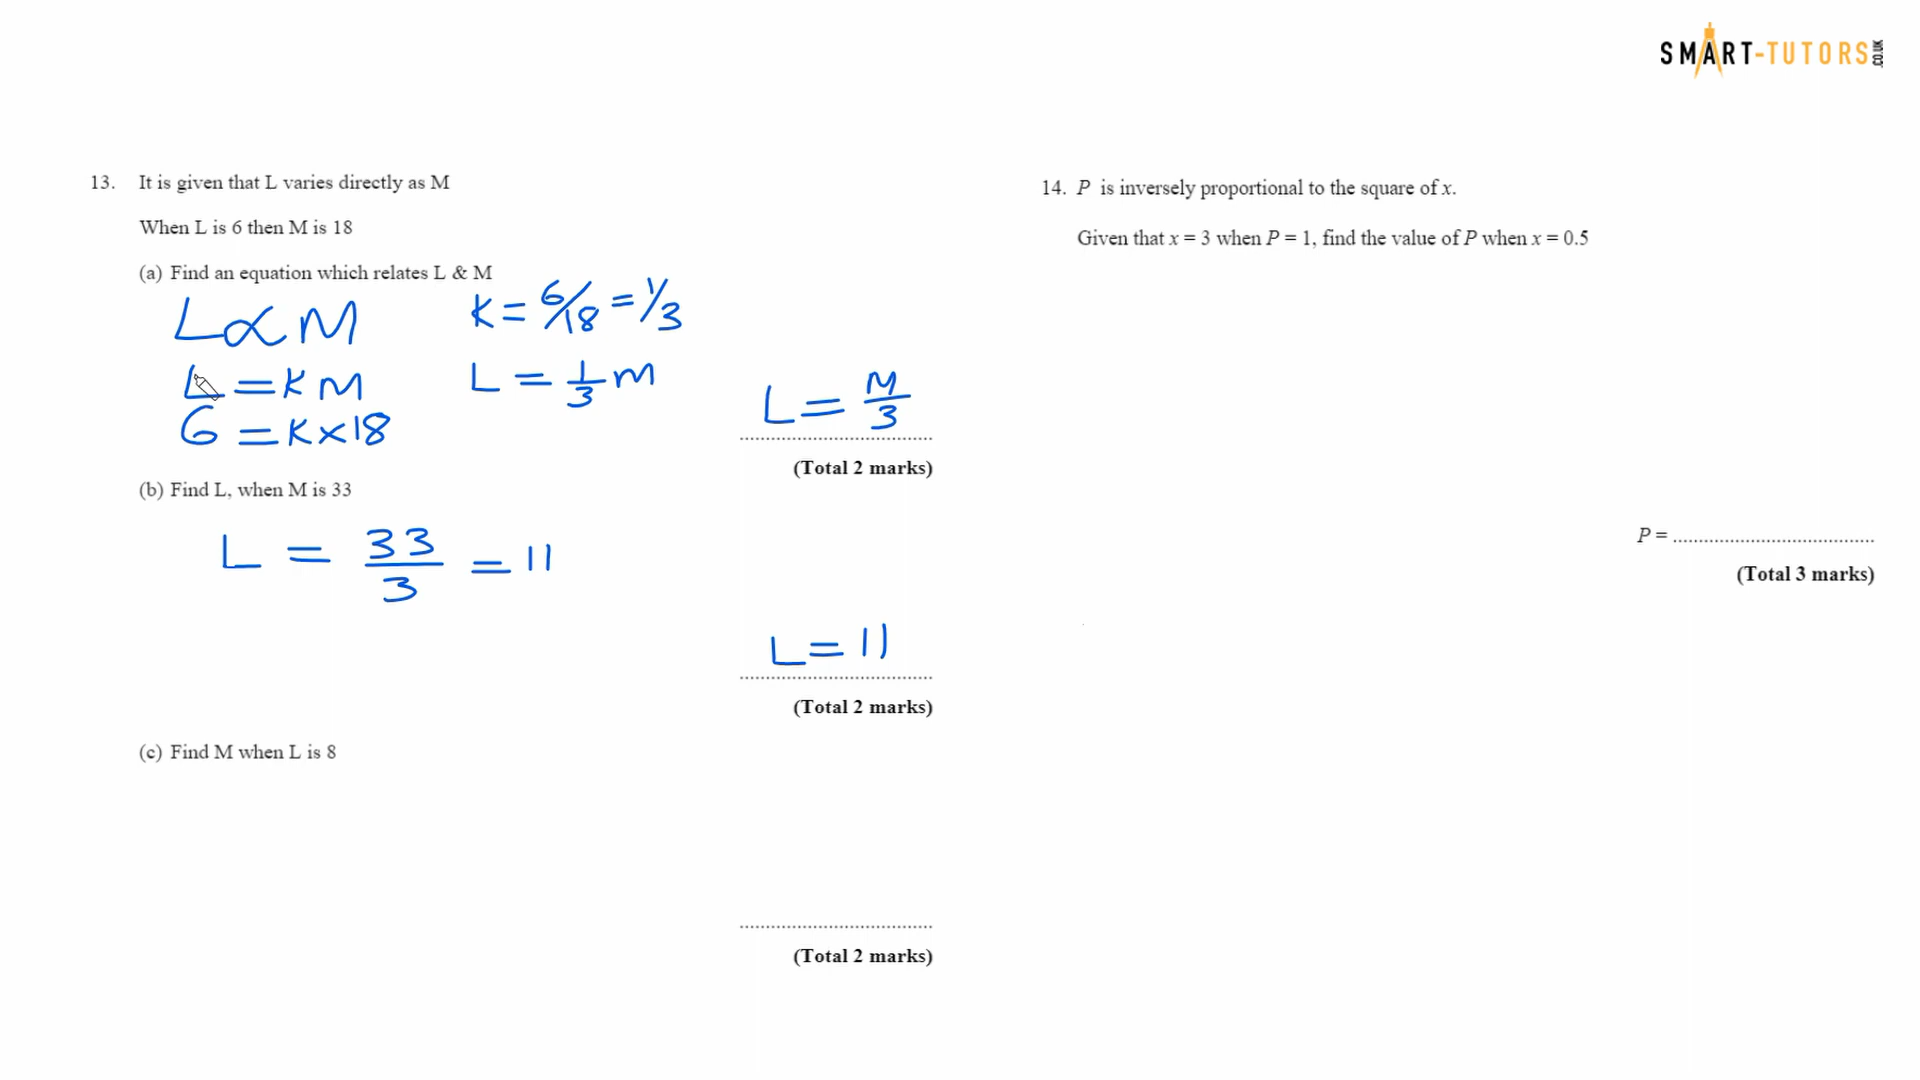 SMART-TUTORS.CO.UK
13. It is given that L varies directly as M
When L is 6 then M is 18
(a) Find an equation which relates L & M
L∝M
L = K M
6 = K×18
K = 6/18 = 1/3
L = 1/3 m
L = M/3
(Total 2 marks)
(b) Find L, when M is 33
L = 33/3 = 11
L = 11
(Total 2 marks)
(c) Find M when L is 8
(Total 2 marks)
14. P is inversely proportional to the square of x.
Given that x = 3 when P = 1, find the value of P when x = 0.5
P = ......................................
(Total 3 marks)